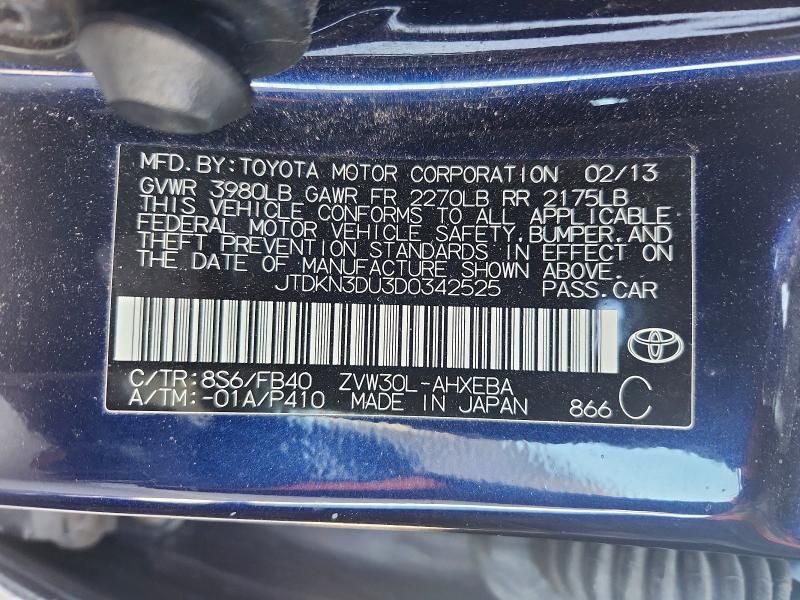 MFD.BY:TOYOTA MOTOR CORPORATION 02/13
GVWR 3980LB GAWR FR 2270LB RR 2175LB
THIS VEHICLE CONFORMS TO ALL APPLICABLE
FEDERAL MOTOR VEHICLE SAFETY,BUMPER,AND
THEFT PREVENTION STANDARDS IN EFFECT ON
THE DATE OF MANUFACTURE SHOWN ABOVE.
JTDKN3DU3D0342525 PASS.CAR
C/TR:8S6/FB40 ZVW30L-AHXEBA
A/TM:-01A/P410 MADE IN JAPAN 866 C